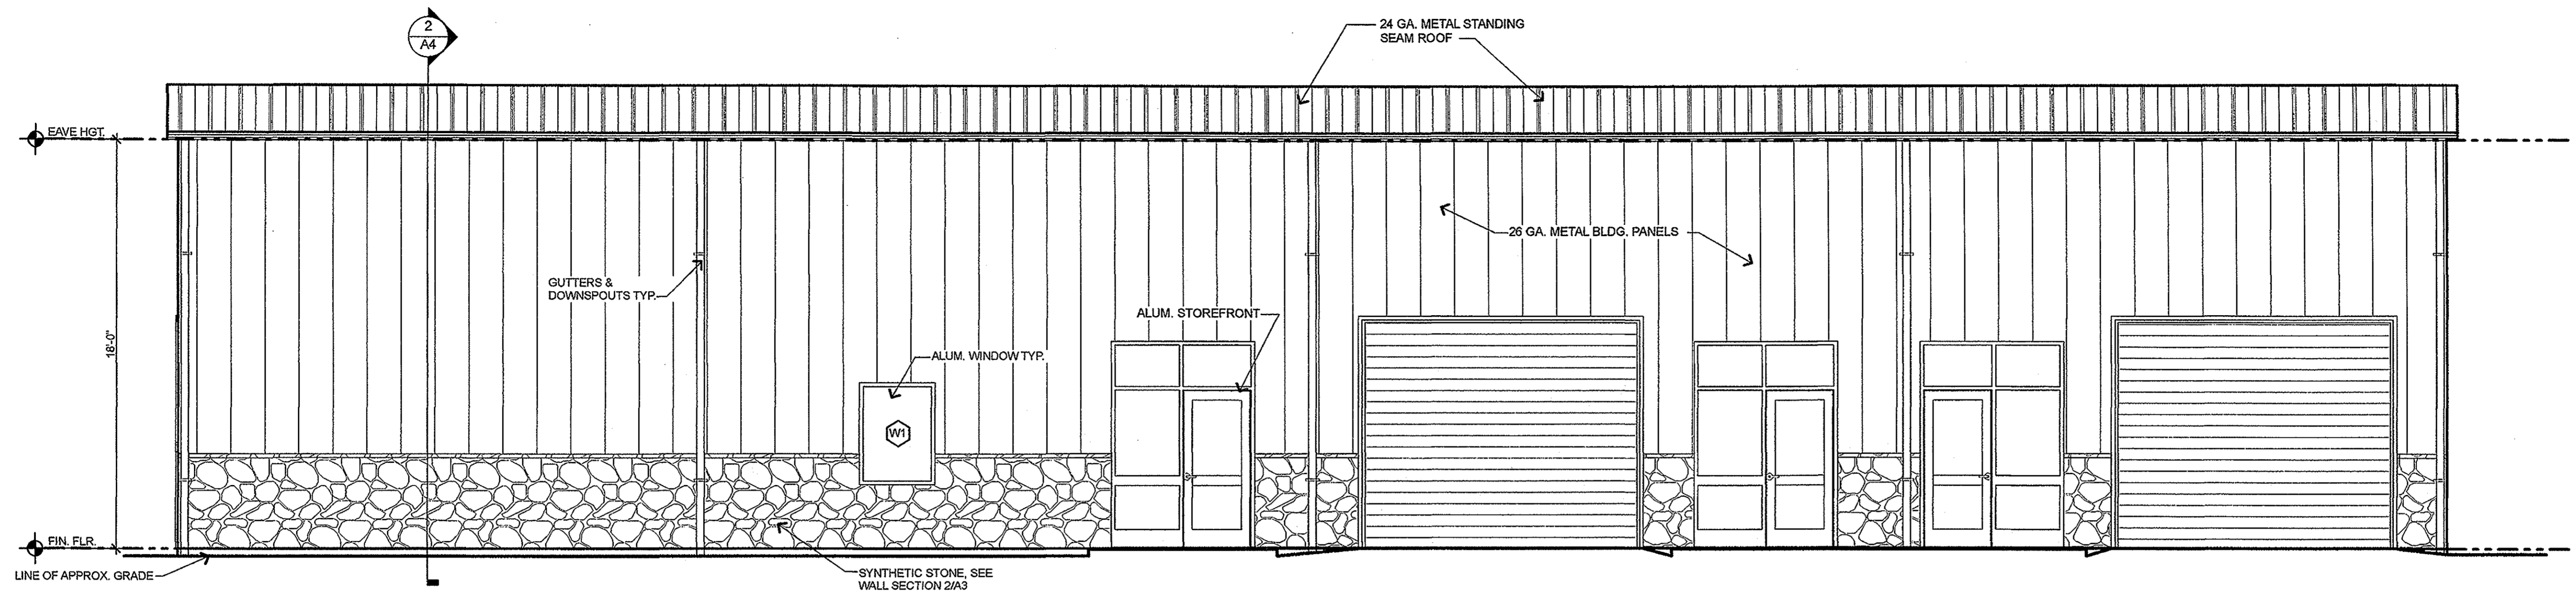 2
A4
24 GA. METAL STANDING
SEAM ROOF
EAVE HGT.
26 GA. METAL BLDG. PANELS
GUTTERS &
DOWNSPOUTS TYP.
ALUM. STOREFRONT
18'-0"
ALUM. WINDOW TYP.
W1
FIN. FLR.
LINE OF APPROX. GRADE
SYNTHETIC STONE, SEE
WALL SECTION 2/A3